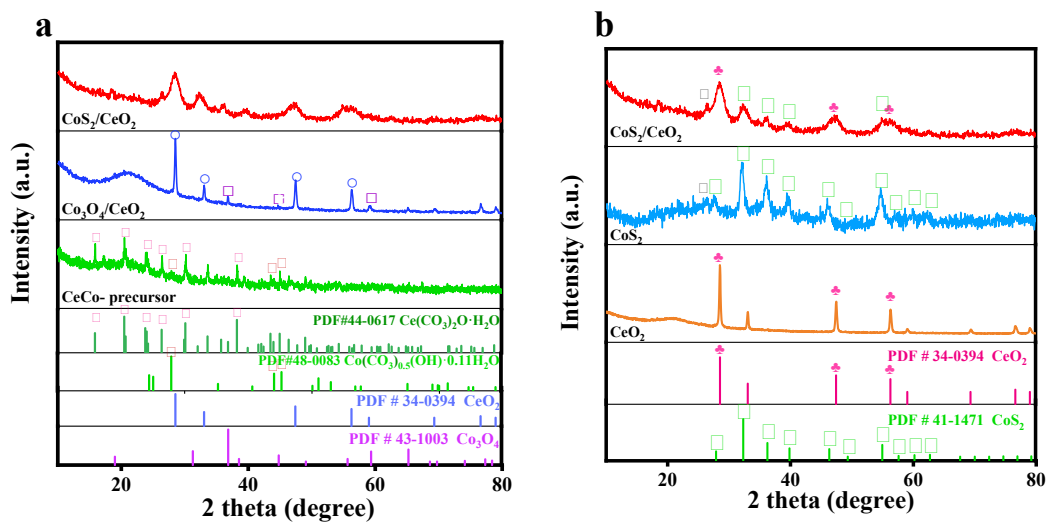 a
Intensity (a.u.)
CoS₂/CeO₂
Co₃O₄/CeO₂
CeCo- precursor
PDF#44-0617 Ce(CO₃)₂O·H₂O
PDF#48-0083 Co(CO₃)₀.₅(OH)·0.11H₂O
PDF # 34-0394 CeO₂
PDF # 43-1003 Co₃O₄
20 40 60 80
2 theta (degree)
b
Intensity (a.u.)
CoS₂/CeO₂
CoS₂
CeO₂
PDF # 34-0394 CeO₂
PDF # 41-1471 CoS₂
20 30 40 50 60 70 80
2 theta (degree)